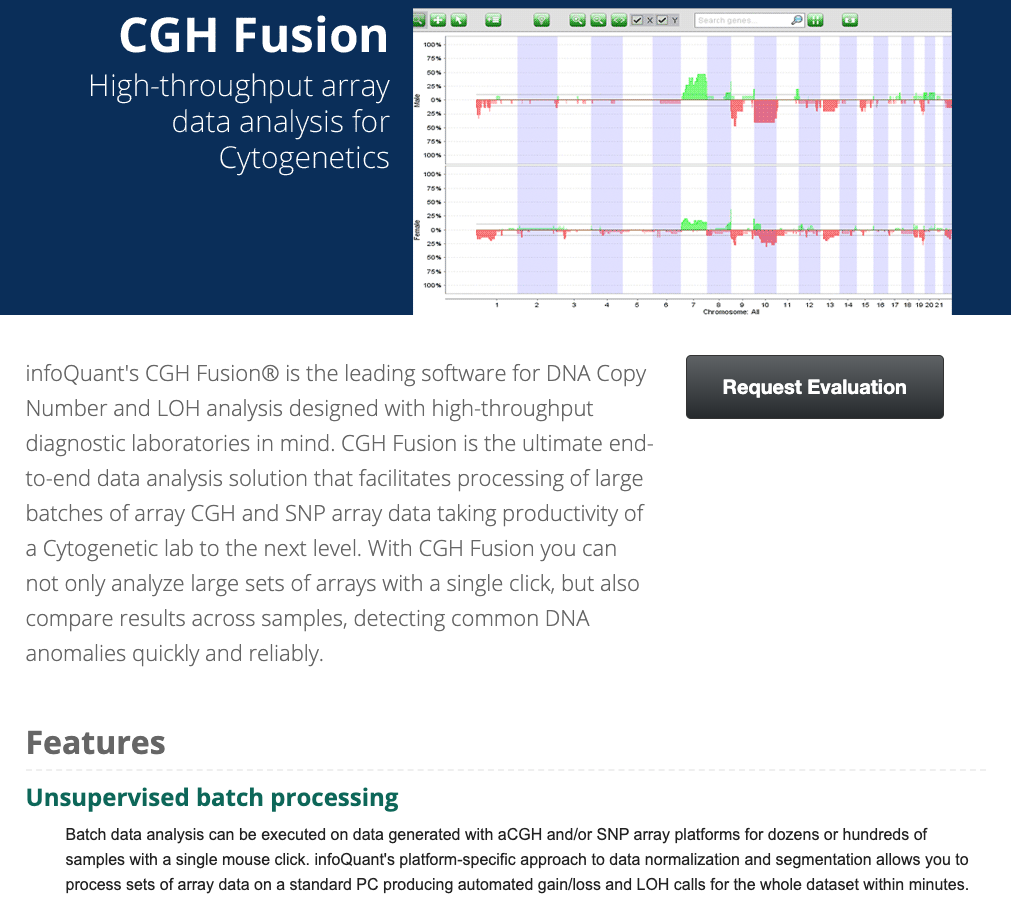 CGH Fusion
High-throughput array
data analysis for
Cytogenetics
X Y Search genes...
100%
75%
50%
25%
0%
25%
50%
75%
100%
Male
100%
75%
50%
25%
0%
25%
50%
75%
100%
Female
1 2 3 4 5 6 7 8 9 10 11 12 13 14 15 16 17 18 19 20 21
Chromosome: All
infoQuant's CGH Fusion® is the leading software for DNA Copy
Number and LOH analysis designed with high-throughput
diagnostic laboratories in mind. CGH Fusion is the ultimate end-
to-end data analysis solution that facilitates processing of large
batches of array CGH and SNP array data taking productivity of
a Cytogenetic lab to the next level. With CGH Fusion you can
not only analyze large sets of arrays with a single click, but also
compare results across samples, detecting common DNA
anomalies quickly and reliably.
Request Evaluation
Features
Unsupervised batch processing
Batch data analysis can be executed on data generated with aCGH and/or SNP array platforms for dozens or hundreds of
samples with a single mouse click. infoQuant's platform-specific approach to data normalization and segmentation allows you to
process sets of array data on a standard PC producing automated gain/loss and LOH calls for the whole dataset within minutes.